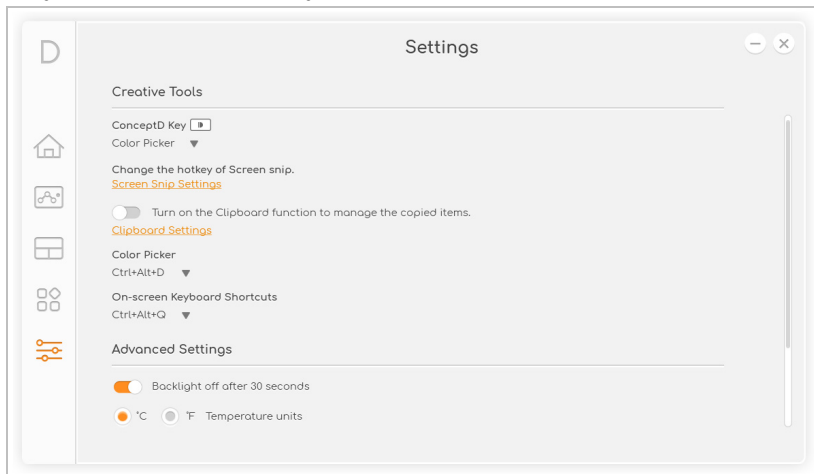 D
Settings
Creative Tools
ConceptD Key
Color Picker
Change the hotkey of Screen snip.
Screen Snip Settings
Turn on the Clipboard function to manage the copied items.
Clipboard Settings
Color Picker
Ctrl+Alt+D
On-screen Keyboard Shortcuts
Ctrl+Alt+Q
Advanced Settings
Backlight off after 30 seconds
°C °F Temperature units